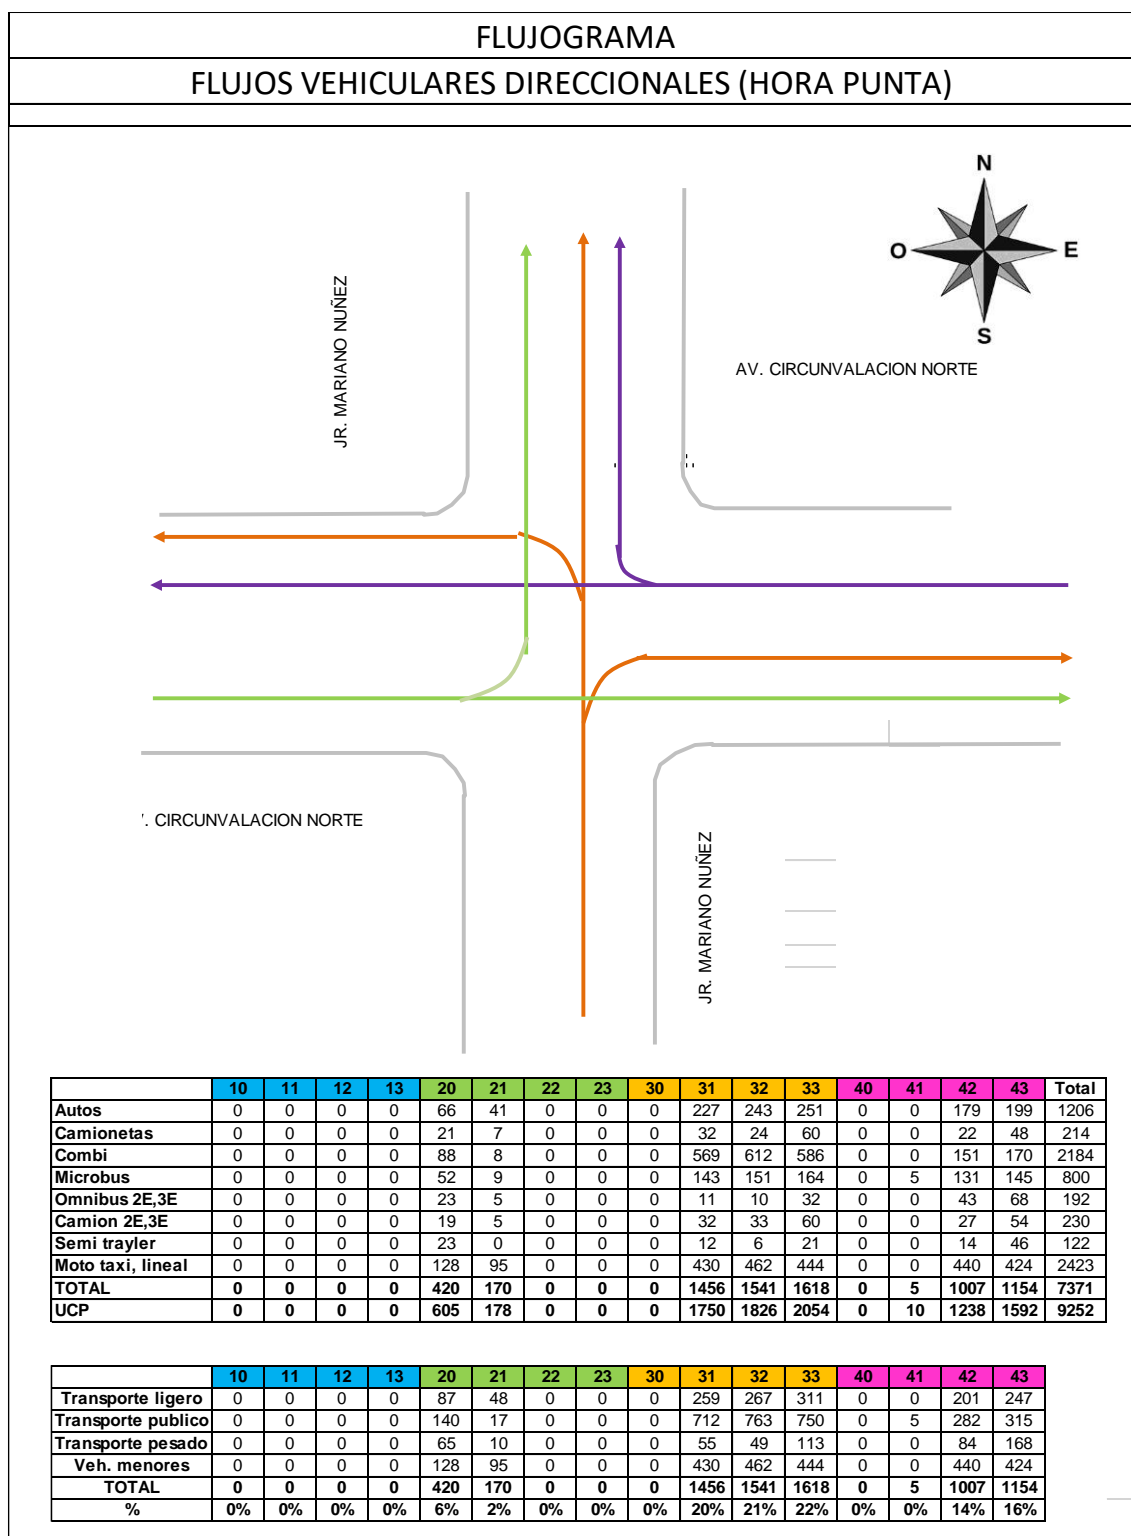 FLUJOGRAMA
FLUJOS VEHICULARES DIRECCIONALES (HORA PUNTA)
N
O
E
S
JR. MARIANO NUÑEZ
AV. CIRCUNVALACION NORTE
. CIRCUNVALACION NORTE
JR. MARIANO NUÑEZ
10 11 12 13 20 21 22 23 30 31 32 33 40 41 42 43 Total
Autos 0 0 0 0 66 41 0 0 0 227 243 251 0 0 179 199 1206
Camionetas 0 0 0 0 21 7 0 0 0 32 24 60 0 0 22 48 214
Combi 0 0 0 0 88 8 0 0 0 569 612 586 0 0 151 170 2184
Microbus 0 0 0 0 52 9 0 0 0 143 151 164 0 5 131 145 800
Omnibus 2E,3E 0 0 0 0 23 5 0 0 0 11 10 32 0 0 43 68 192
Camion 2E,3E 0 0 0 0 19 5 0 0 0 32 33 60 0 0 27 54 230
Semi trayler 0 0 0 0 23 0 0 0 0 12 6 21 0 0 14 46 122
Moto taxi, lineal 0 0 0 0 128 95 0 0 0 430 462 444 0 0 440 424 2423
TOTAL 0 0 0 0 420 170 0 0 0 1456 1541 1618 0 5 1007 1154 7371
UCP 0 0 0 0 605 178 0 0 0 1750 1826 2054 0 10 1238 1592 9252
10 11 12 13 20 21 22 23 30 31 32 33 40 41 42 43
Transporte ligero 0 0 0 0 87 48 0 0 0 259 267 311 0 0 201 247
Transporte publico 0 0 0 0 140 17 0 0 0 712 763 750 0 5 282 315
Transporte pesado 0 0 0 0 65 10 0 0 0 55 49 113 0 0 84 168
Veh. menores 0 0 0 0 128 95 0 0 0 430 462 444 0 0 440 424
TOTAL 0 0 0 0 420 170 0 0 0 1456 1541 1618 0 5 1007 1154
% 0% 0% 0% 0% 6% 2% 0% 0% 0% 20% 21% 22% 0% 0% 14% 16%